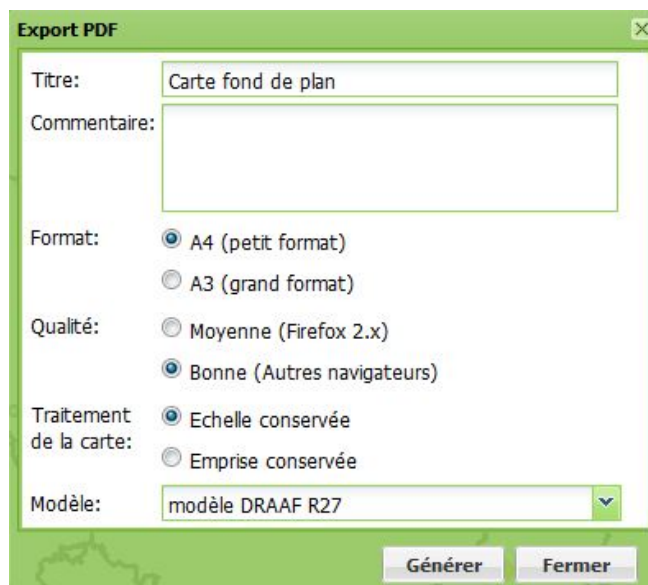 Export PDF
Titre: Carte fond de plan
Commentaire:
Format: A4 (petit format)
A3 (grand format)
Qualité: Moyenne (Firefox 2.x)
Bonne (Autres navigateurs)
Traitement de la carte: Echelle conservée
Emprise conservée
Modèle: modèle DRAAF R27
Générer Fermer